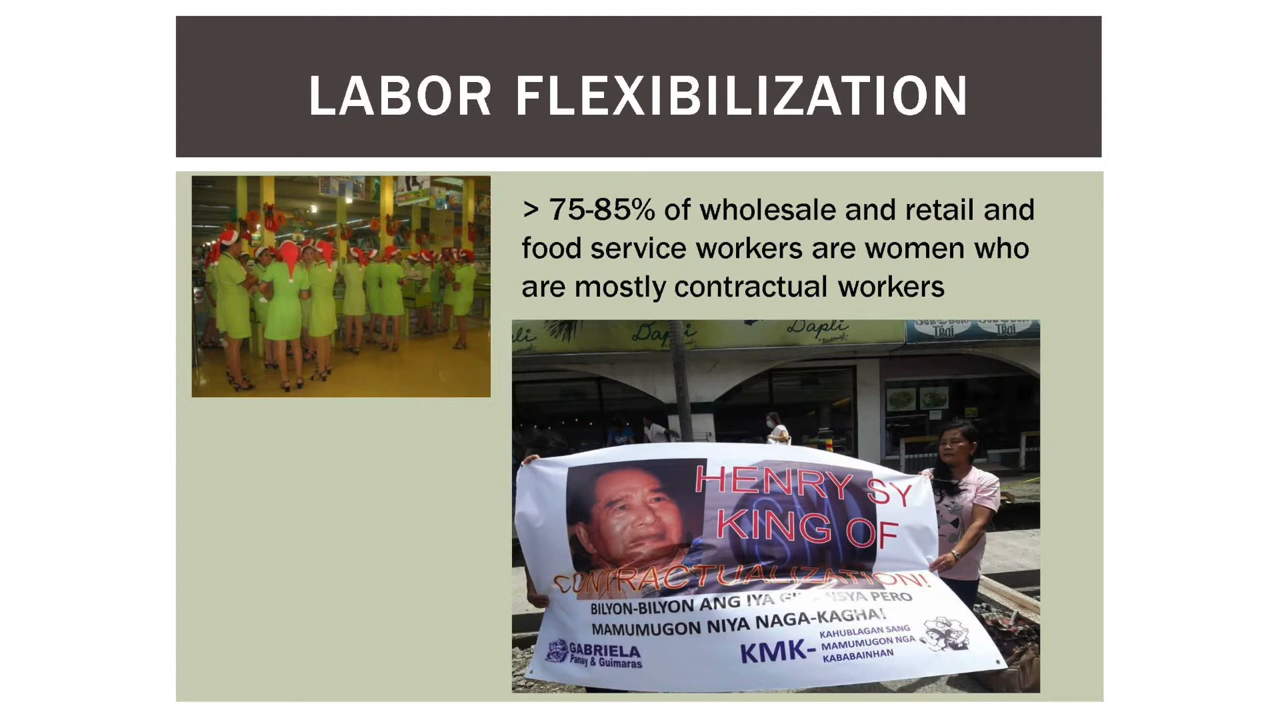 LABOR FLEXIBILIZATION
> 75-85% of wholesale and retail and
food service workers are women who
are mostly contractual workers
Dapli
Dapli
HENRY SY
KING OF
CONTRACTUALIZATION!
BILYON-BILYON ANG IYA PERO
MAMUMUGON NIYA NAGA-KAGHA!
GABRIELA
Panay & Guimaras
KMK-
KAHUBLAGAN SANG
MAMUMUGON NGA
KABABAINHAN